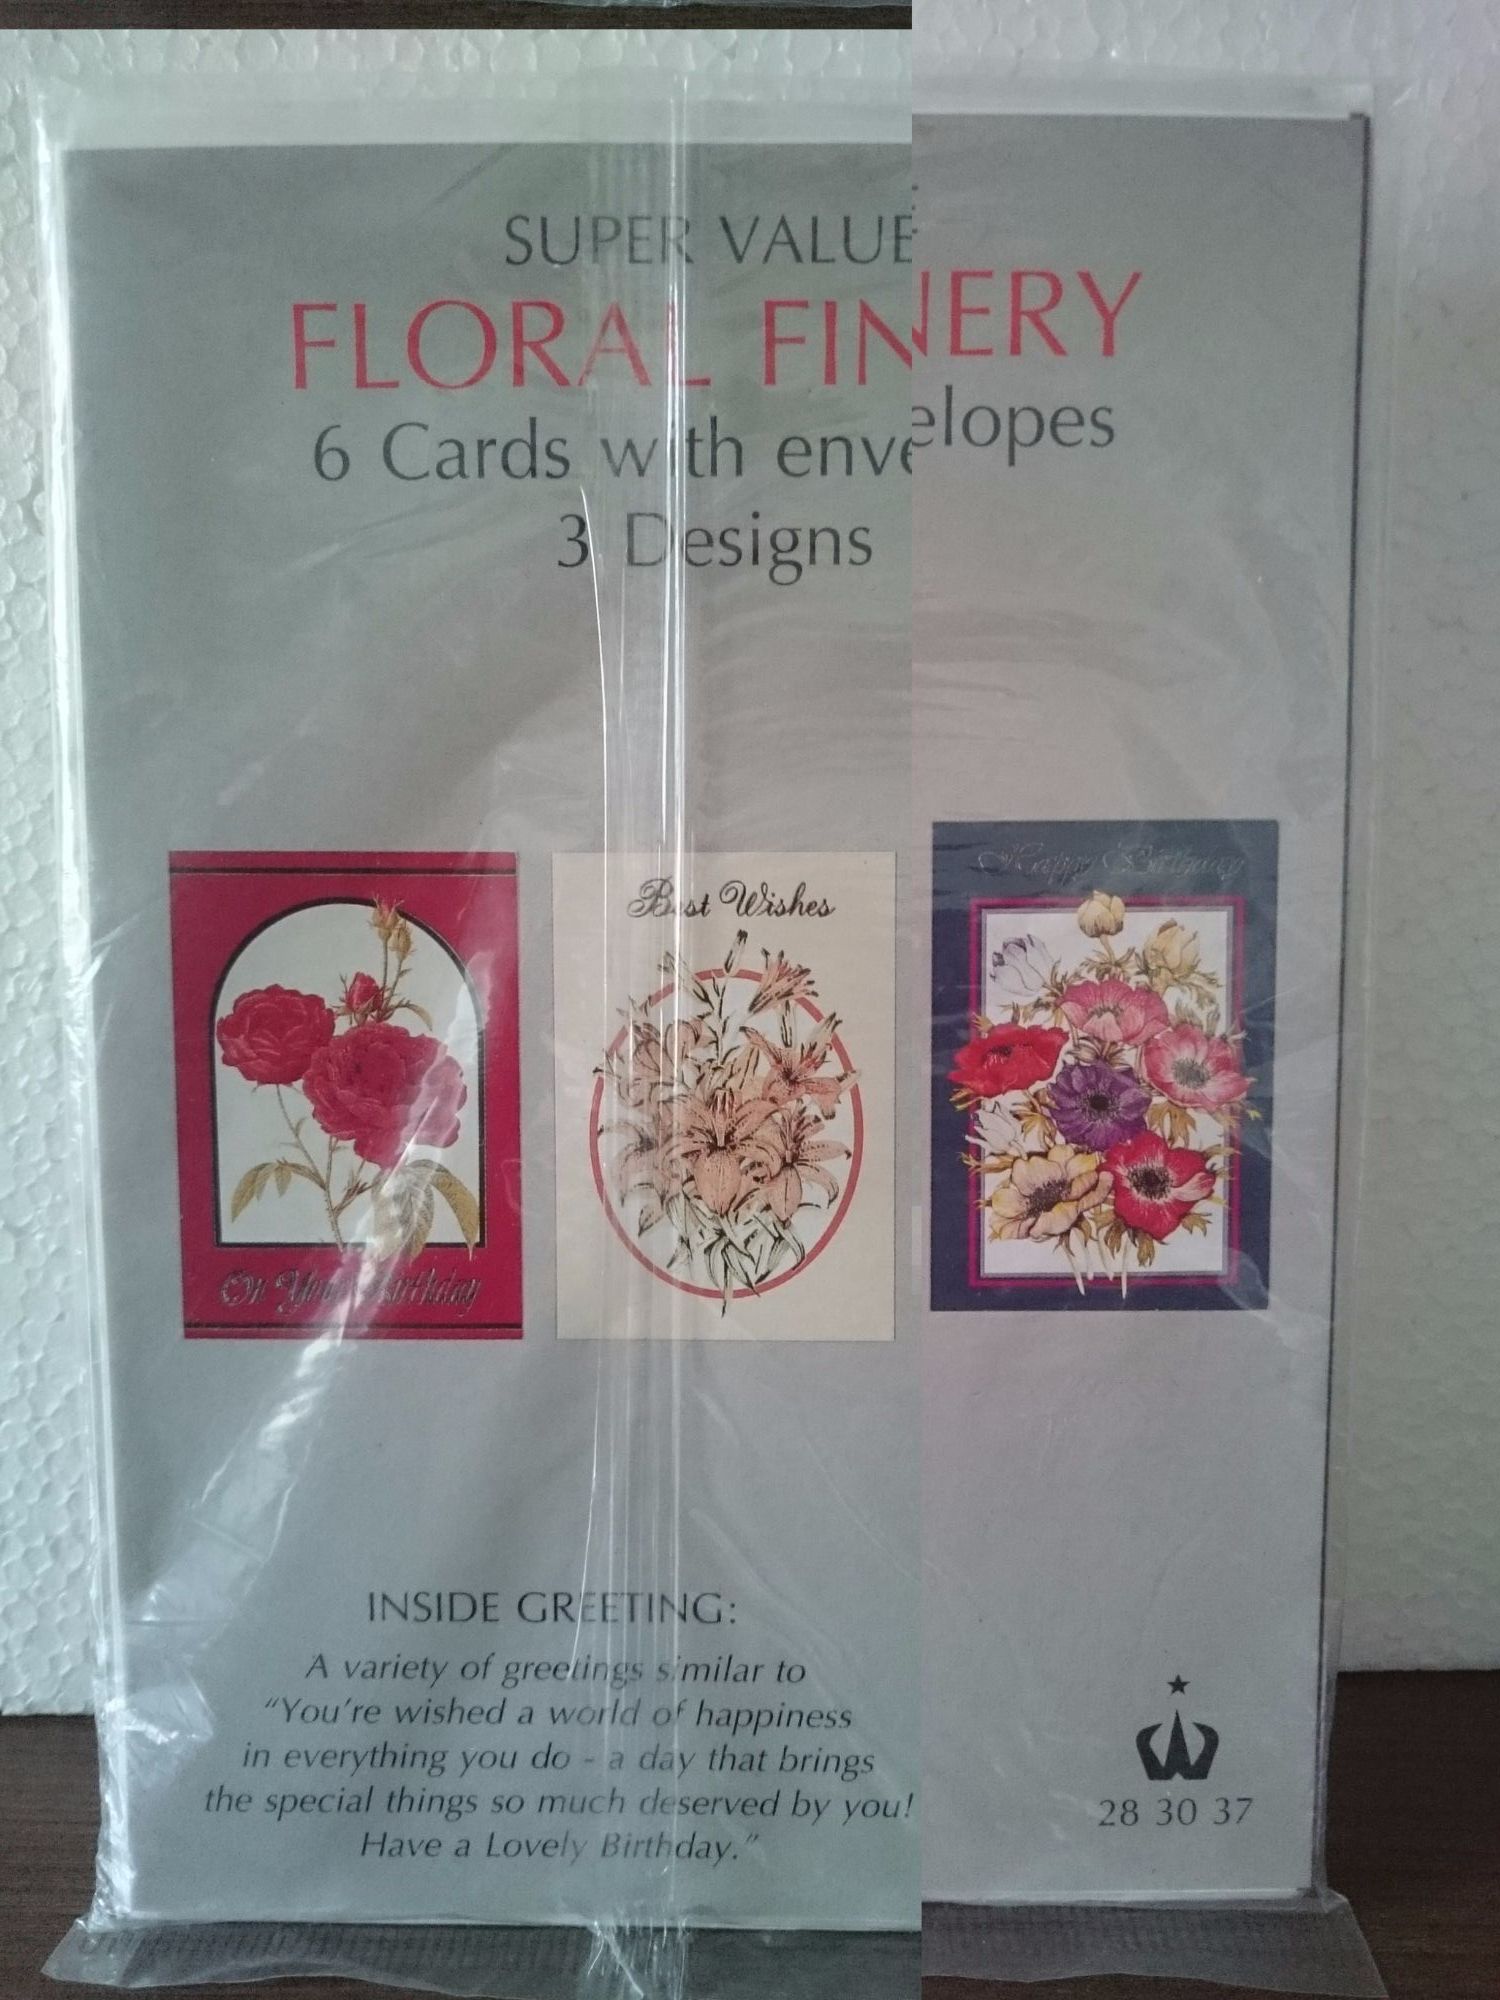 SUPER VALUE
FLORAL FINERY
6 Cards with envelopes
3 Designs
On Your Birthday
Best Wishes
Happy Birthday
INSIDE GREETING:
A variety of greetings similar to
“You’re wished a world of happiness
in everything you do - a day that brings
the special things so much deserved by you!
Have a Lovely Birthday.”
28 30 37